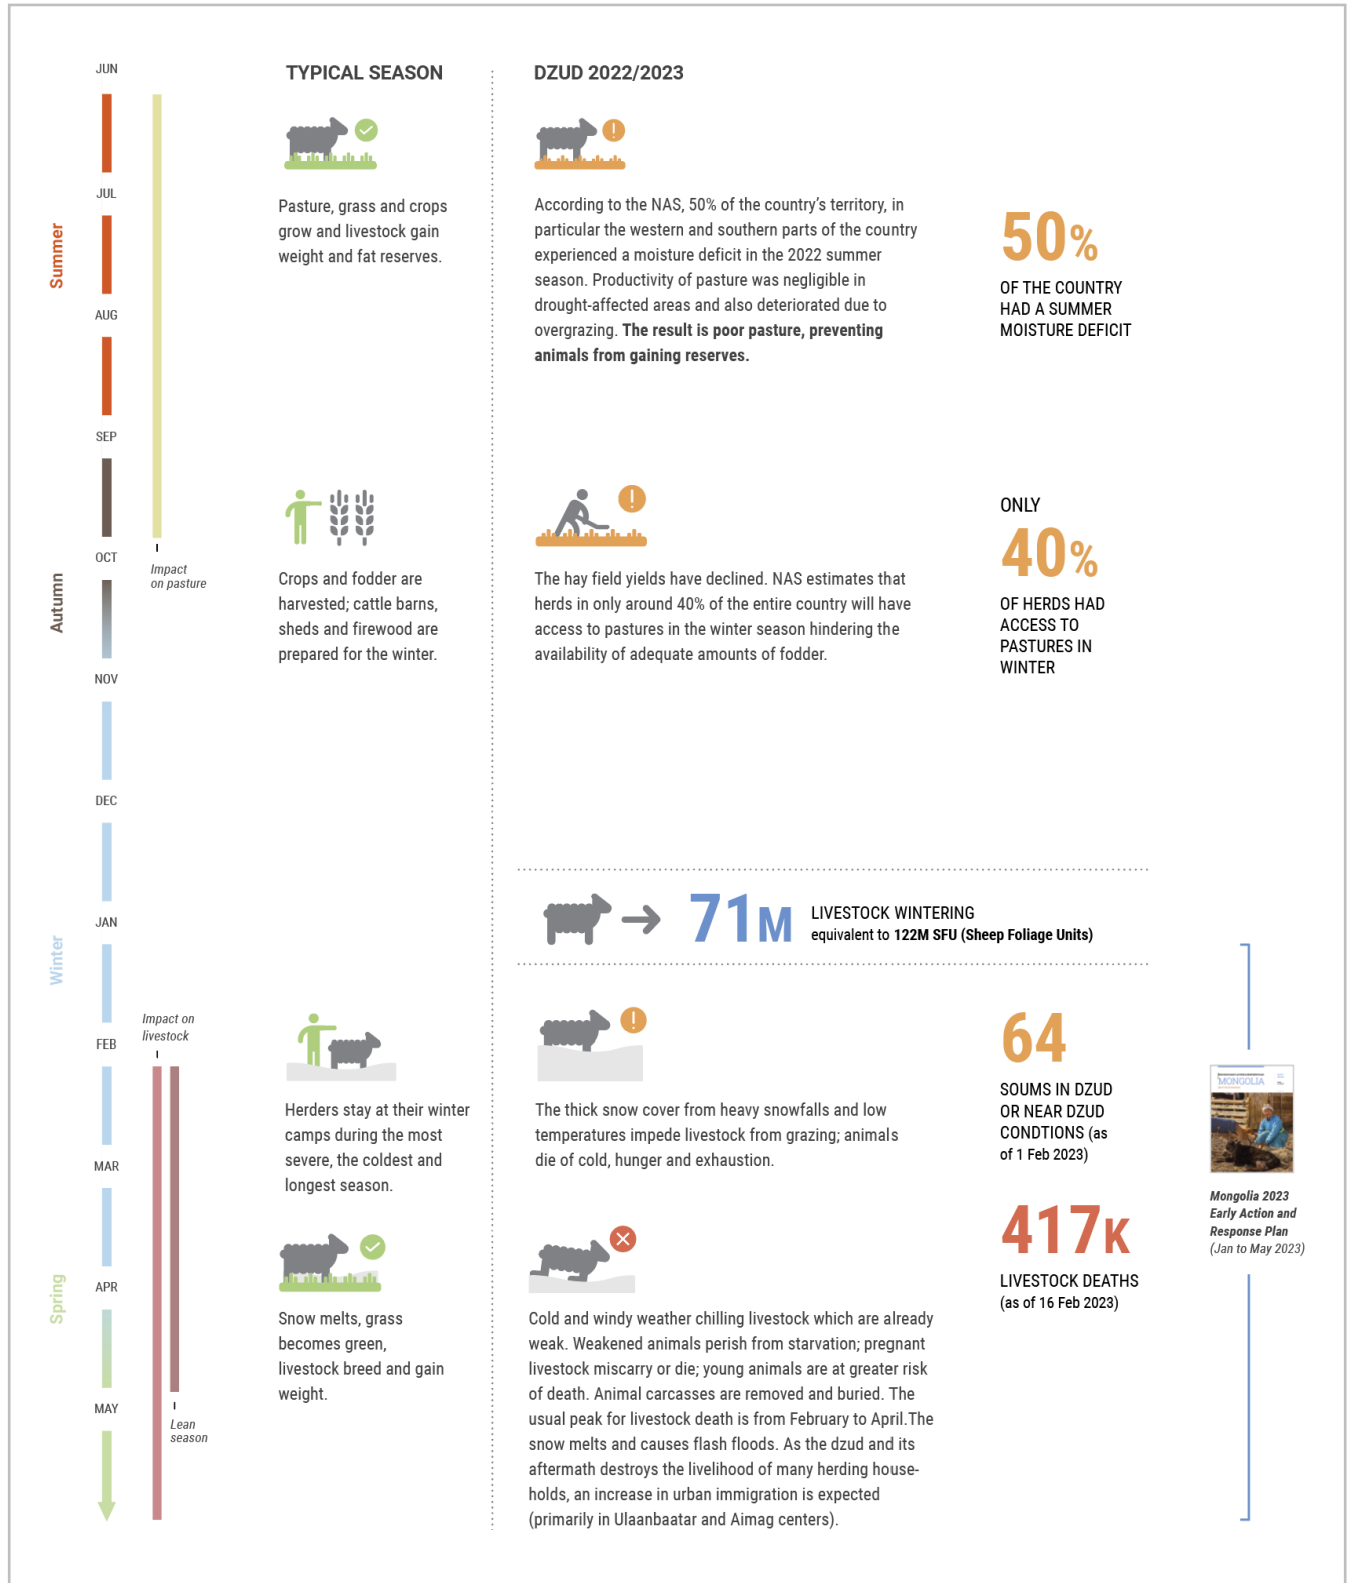 TYPICAL SEASON
DZUD 2022/2023
JUN
JUL
AUG
SEP
OCT
NOV
DEC
JAN
FEB
MAR
APR
MAY
Summer
Autumn
Winter
Spring
Impact
on pasture
Impact on
livestock
Lean
season
Pasture, grass and crops
grow and livestock gain
weight and fat reserves.
According to the NAS, 50% of the country's territory, in
particular the western and southern parts of the country
experienced a moisture deficit in the 2022 summer
season. Productivity of pasture was negligible in
drought-affected areas and also deteriorated due to
overgrazing. The result is poor pasture, preventing
animals from gaining reserves.
50%
OF THE COUNTRY
HAD A SUMMER
MOISTURE DEFICIT
Crops and fodder are
harvested; cattle barns,
sheds and firewood are
prepared for the winter.
The hay field yields have declined. NAS estimates that
herds in only around 40% of the entire country will have
access to pastures in the winter season hindering the
availability of adequate amounts of fodder.
ONLY
40%
OF HERDS HAD
ACCESS TO
PASTURES IN
WINTER
71M
LIVESTOCK WINTERING
equivalent to 122M SFU (Sheep Foliage Units)
Herders stay at their winter
camps during the most
severe, the coldest and
longest season.
The thick snow cover from heavy snowfalls and low
temperatures impede livestock from grazing; animals
die of cold, hunger and exhaustion.
64
SOUMS IN DZUD
OR NEAR DZUD
CONDTIONS (as
of 1 Feb 2023)
Snow melts, grass
becomes green,
livestock breed and gain
weight.
Cold and windy weather chilling livestock which are already
weak. Weakened animals perish from starvation; pregnant
livestock miscarry or die; young animals are at greater risk
of death. Animal carcasses are removed and buried. The
usual peak for livestock death is from February to April.The
snow melts and causes flash floods. As the dzud and its
aftermath destroys the livelihood of many herding house-
holds, an increase in urban immigration is expected
(primarily in Ulaanbaatar and Aimag centers).
417K
LIVESTOCK DEATHS
(as of 16 Feb 2023)
MONGOLIA
Mongolia 2023
Early Action and
Response Plan
(Jan to May 2023)